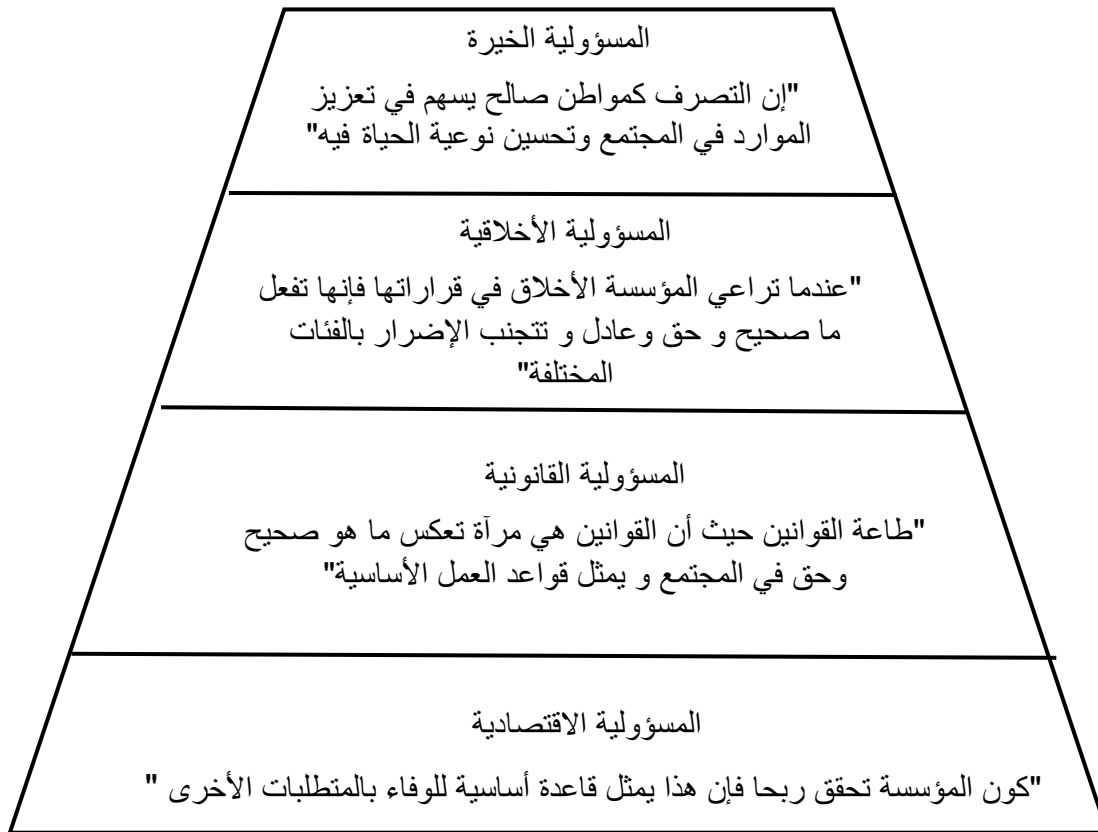 المسؤولية الخيرة
"إن التصرف كمواطن صالح يسهم في تعزيز
الموارد في المجتمع وتحسين نوعية الحياة فيه"
المسؤولية الأخلاقية
"عندما تراعي المؤسسة الأخلاق في قراراتها فإنها تفعل
ما صحيح و حق وعادل و تتجنب الإضرار بالفئات
المختلفة"
المسؤولية القانونية
"طاعة القوانين حيث أن القوانين هي مرآة تعكس ما هو صحيح
وحق في المجتمع و يمثل قواعد العمل الأساسية"
المسؤولية الاقتصادية
"كون المؤسسة تحقق ربحا فإن هذا يمثل قاعدة أساسية للوفاء بالمتطلبات الأخرى "